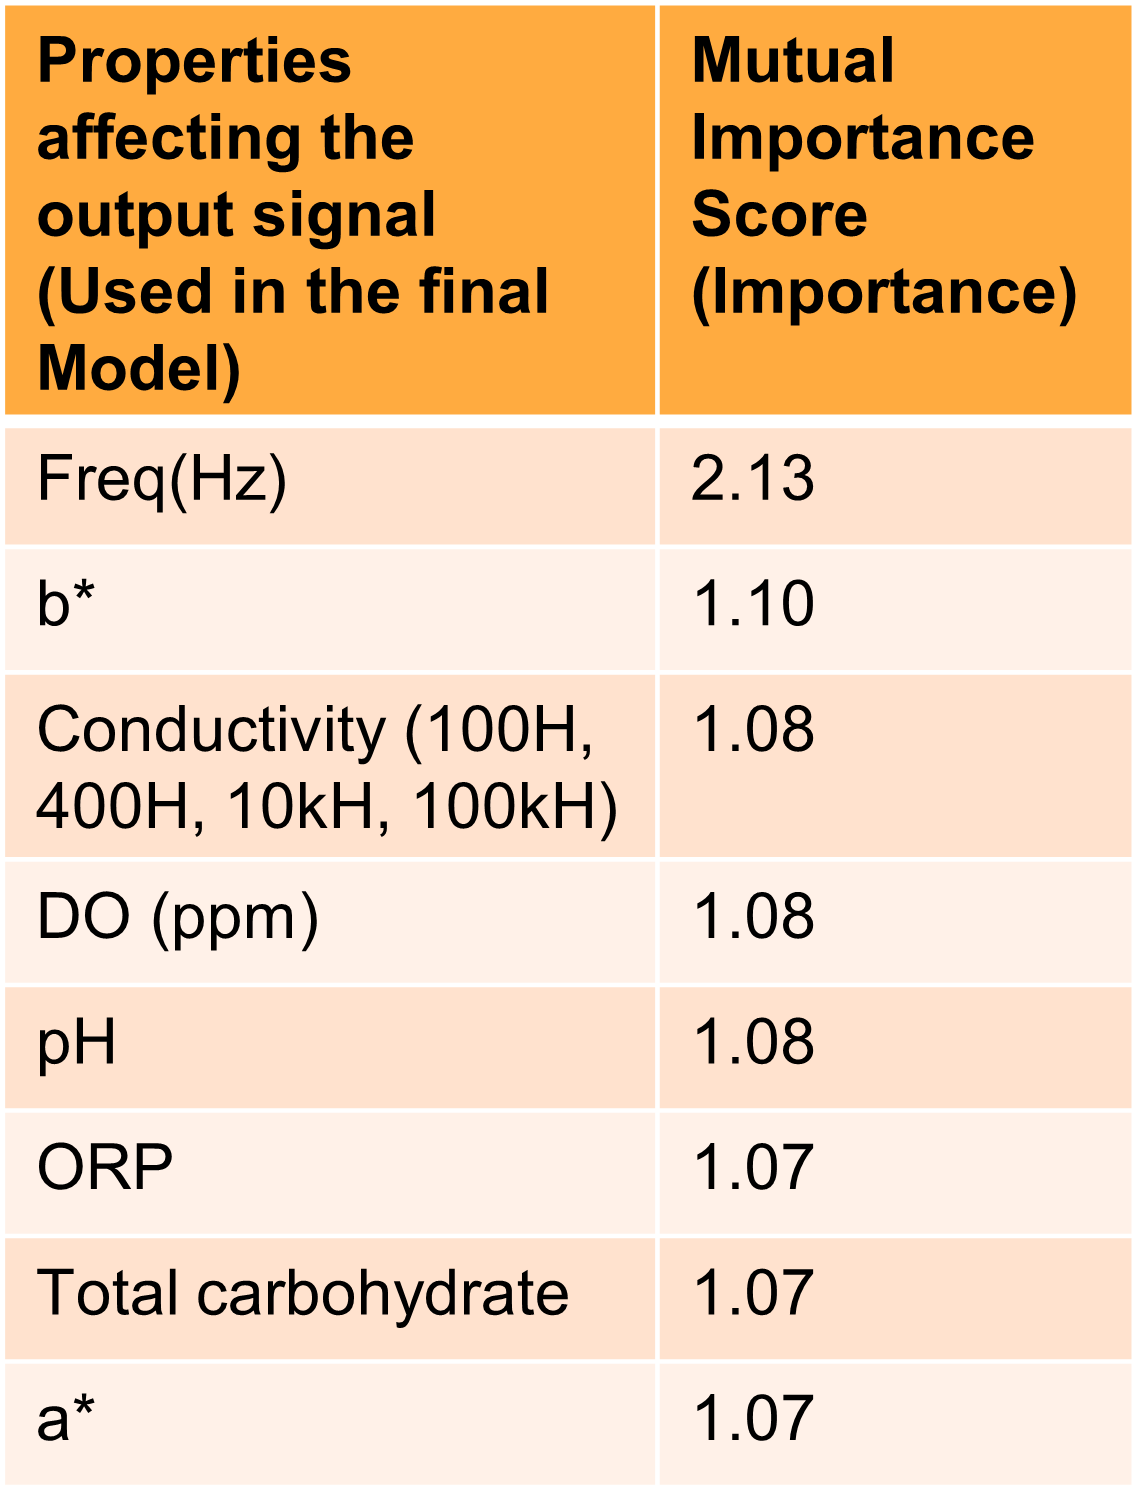 Properties
affecting the
output signal
(Used in the final
Model)
Mutual
Importance
Score
(Importance)
Freq(Hz)
2.13
b*
1.10
Conductivity (100H,
400H, 10kH, 100kH)
1.08
DO (ppm)
1.08
pH
1.08
ORP
1.07
Total carbohydrate
1.07
a*
1.07